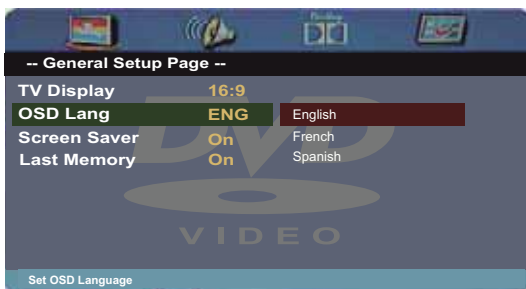 -- General Setup Page --
TV Display 16:9
OSD Lang ENG English
Screen Saver On French
Last Memory On Spanish
DVD
VIDEO
Set OSD Language